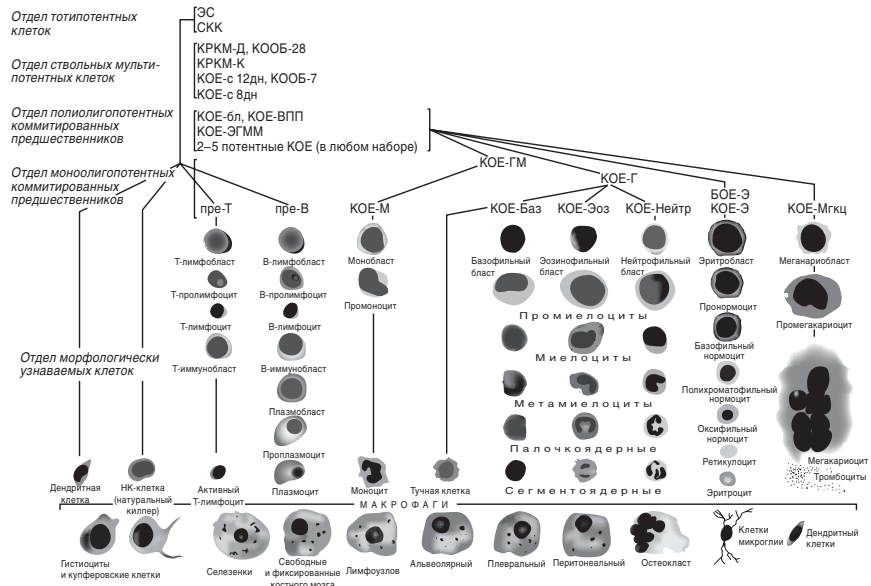 Отдел тотипотентных
клеток
ЭС
СКК
Отдел ствольных мульти-
потентных клеток
КРКМ-Д, КООБ-28
КРКМ-К
КОЕ-с 12дн, КООБ-7
КОЕ-с 8дн
Отдел полиолигопотентных
коммитированных
предшественников
КОЕ-бл, КОЕ-ВПП
КОЕ-ЭГММ
2–5 потентные КОЕ (в любом наборе)
Отдел моноолигопотентных
коммитированных
предшественников
КОЕ-ГМ
КОЕ-Г
БОЕ-Э
пре-Т
пре-В
КОЕ-М
КОЕ-Баз
КОЕ-Эоз
КОЕ-Нейтр
КОЕ-Э
КОЕ-Мгкц
Т-лимфобласт
В-лимфобласт
Монобласт
Базофильный
бласт
Эозинофильный
бласт
Нейтрофильный
бласт
Эритробласт
Меганариобласт
Т-пролимфоцит
В-пролимфоцит
Промоноцит
Пронормоцит
Промиелоциты
Промегакариоцит
Т-лимфоцит
В-лимфоцит
Базофильный
нормоцит
Миелоциты
Отдел морфологически
узнаваемых клеток
Т-иммунобласт
В-иммунобласт
Полихроматофильный
нормоцит
Метамиелоциты
Плазмобласт
Оксифильный
нормоцит
Проплазмоцит
Палочкоядерные
Ретикулоцит
Мегакариоцит
Тромбоциты
Дендритная
клетка
НК-клетка
(натуральный
килпер)
Активный
Т-лимфоцит
Плазмоцит
Моноцит
Тучная клетка
Сегментоядерные
Эритроцит
МАКРОФАГИ
Гистиоциты
и купферовские клетки
Селезенки
Свободные
и фиксированные
костного мозга
Лимфоузлов
Альвеолярный
Плевральный
Перитонеальный
Остеокласт
Клетки
микроглии
Дендритный
клетки